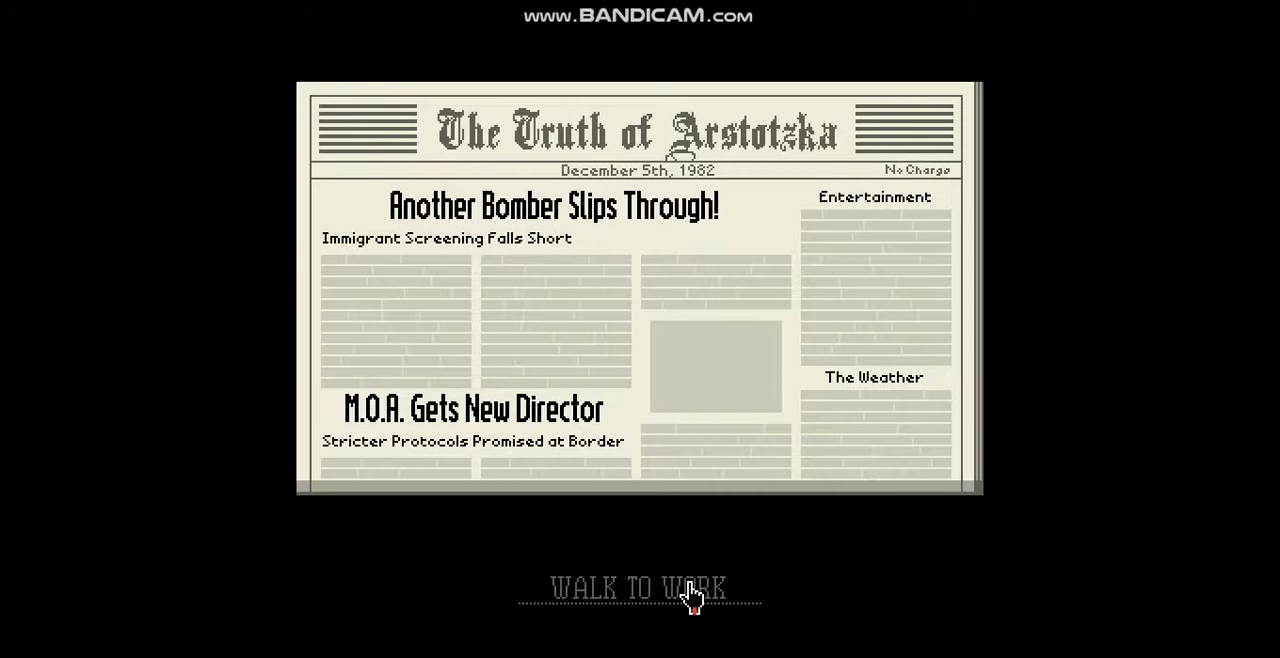 www.BANDICAM.com
The Truth of Arstotzka
December 5th, 1982
No Charge
Another Bomber Slips Through!
Immigrant Screening Falls Short
M.O.A. Gets New Director
Stricter Protocols Promised at Border
Entertainment
The Weather
WALK TO WORK